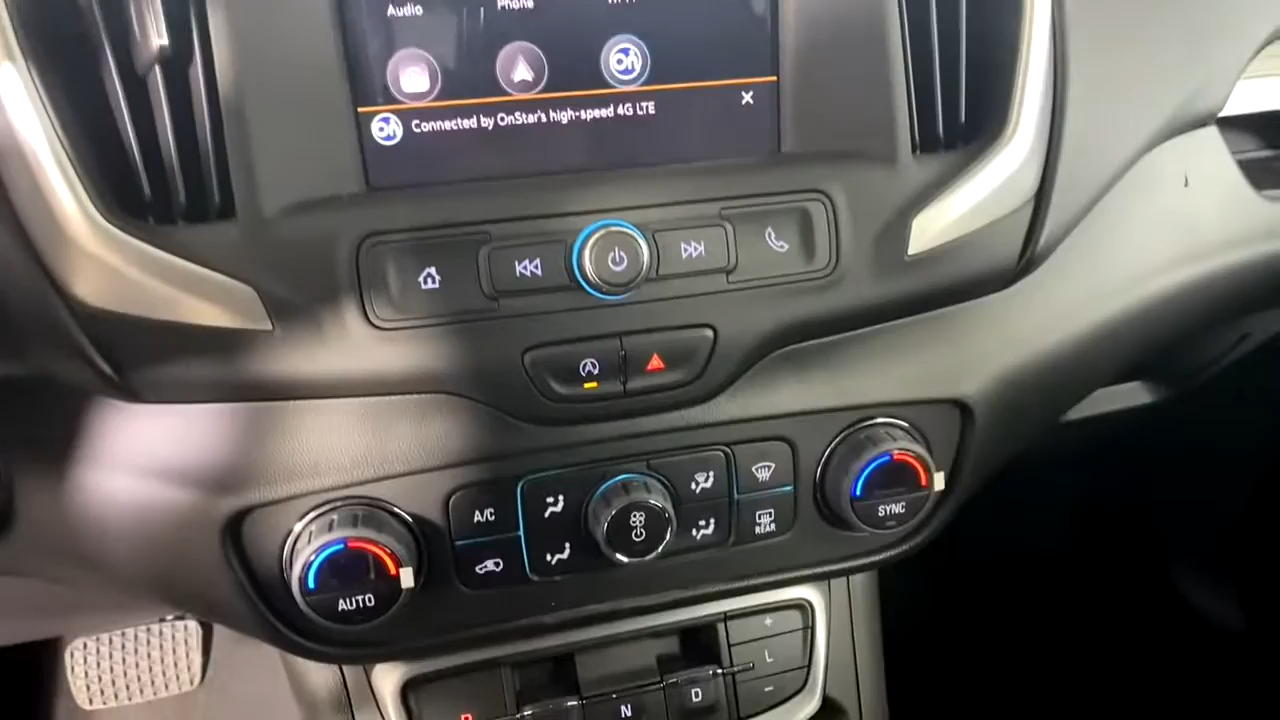 Audio
Phone
Connected by OnStar's high-speed 4G LTE
A/C
REAR
AUTO
SYNC
+
L
-
D
N